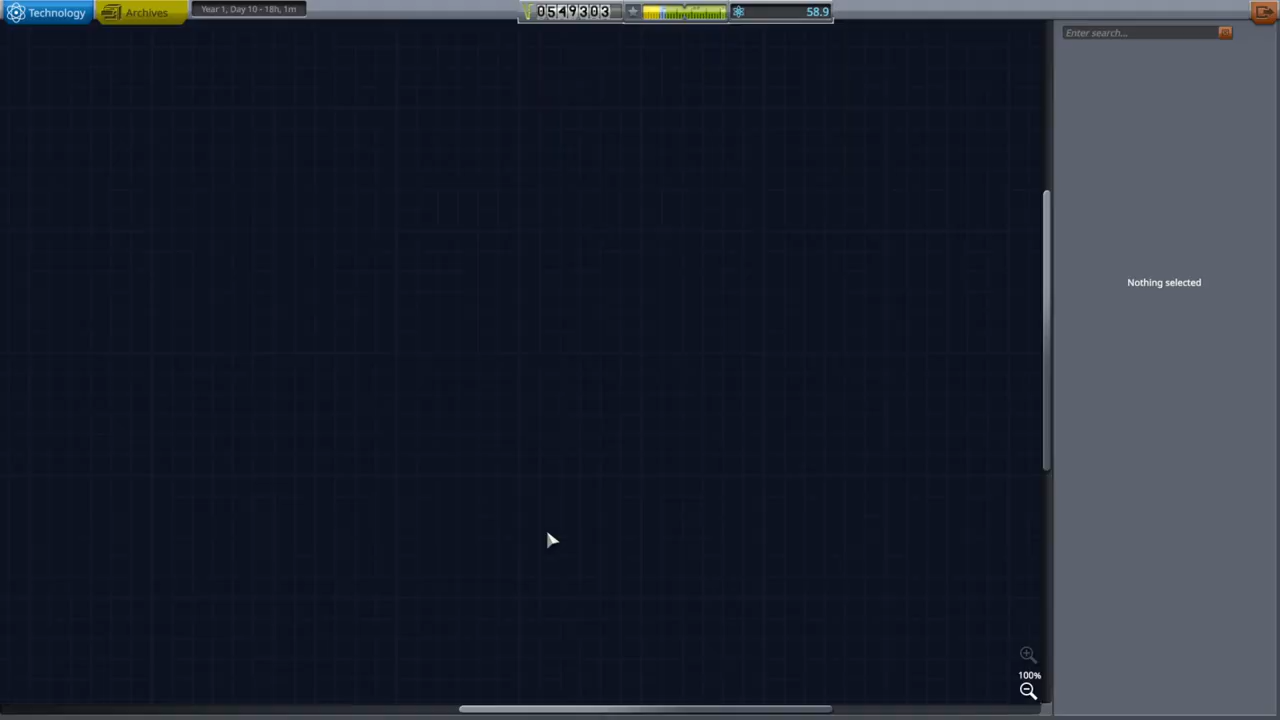 Technology
Archives
Year 1, Day 10 - 18h, 1m
0549303
58.9
Enter search...
Nothing selected
100%